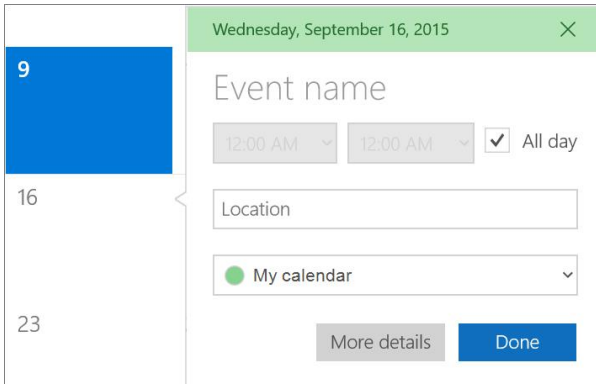 Wednesday, September 16, 2015
9
Event name
12:00 AM 12:00 AM All day
16
Location
My calendar
23
More details Done